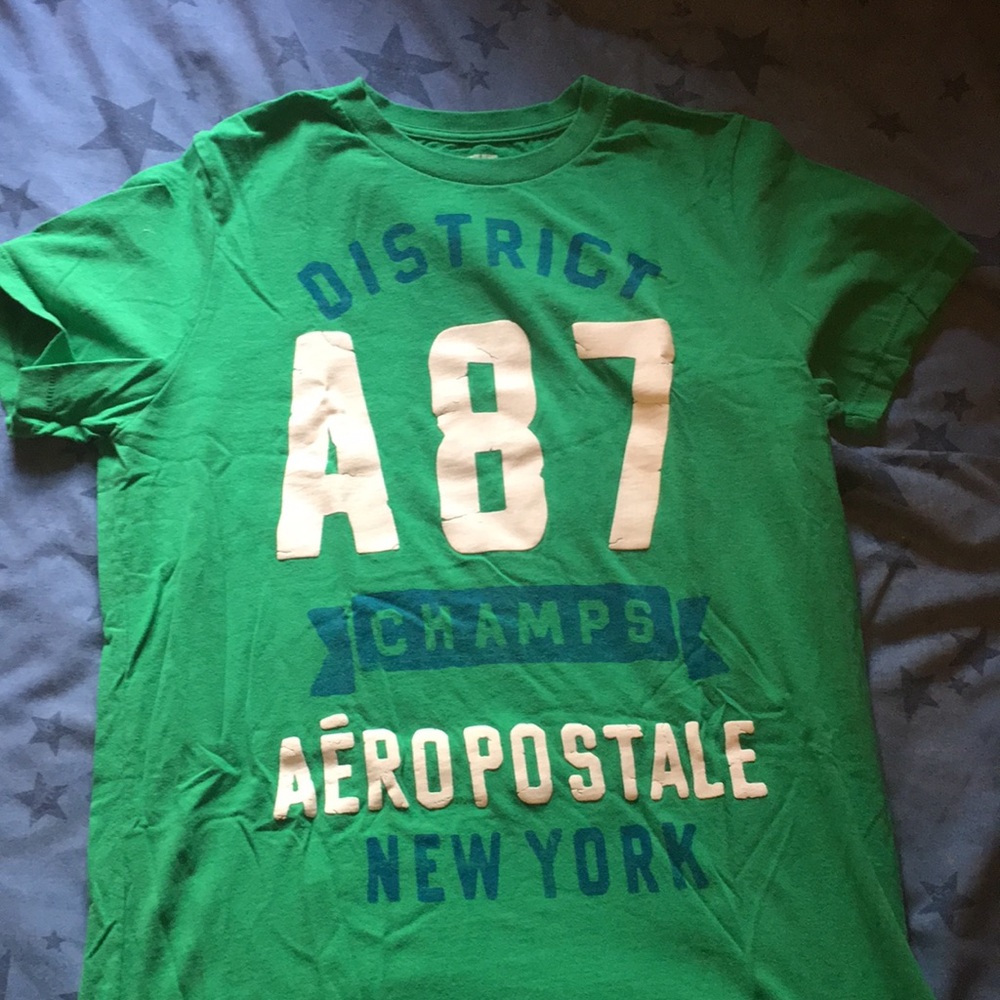 DISTRICT
A87
CHAMPS
AÉROPOSTALE
NEW YORK